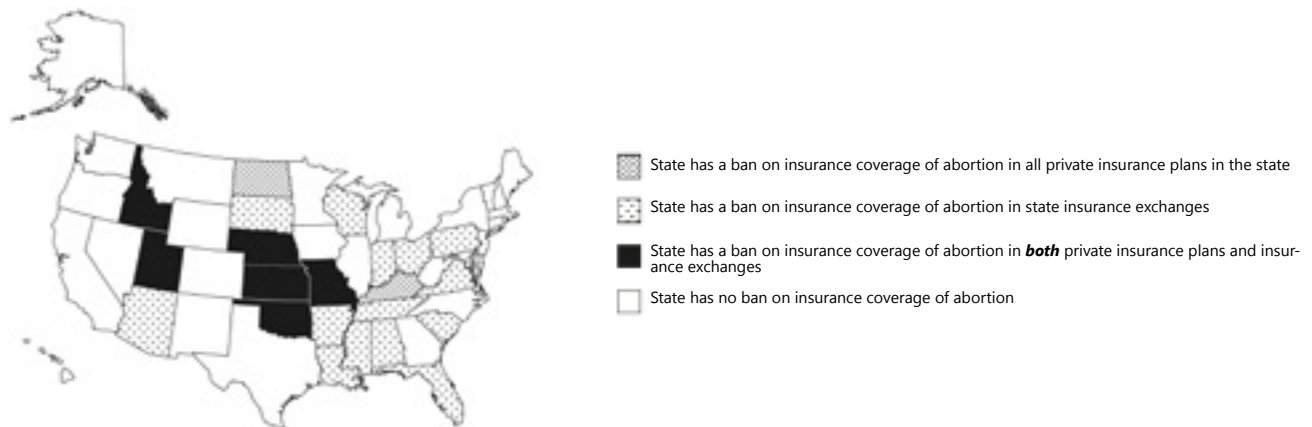 State has a ban on insurance coverage of abortion in all private insurance plans in the state
State has a ban on insurance coverage of abortion in state insurance exchanges
State has a ban on insurance coverage of abortion in both private insurance plans and insur-
ance exchanges
State has no ban on insurance coverage of abortion